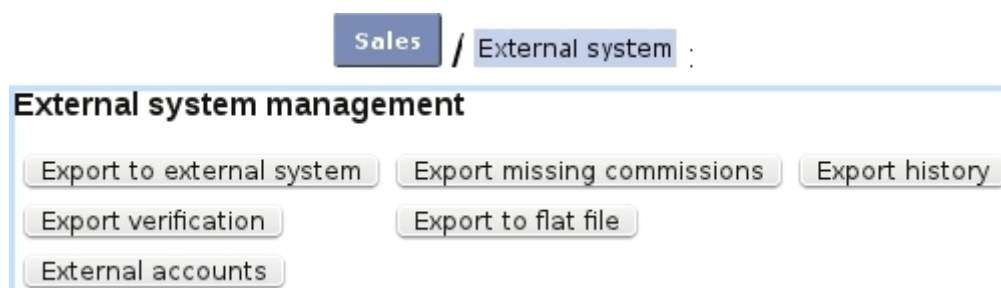 Sales / External system :
External system management
Export to external system Export missing commissions Export history
Export verification Export to flat file
External accounts